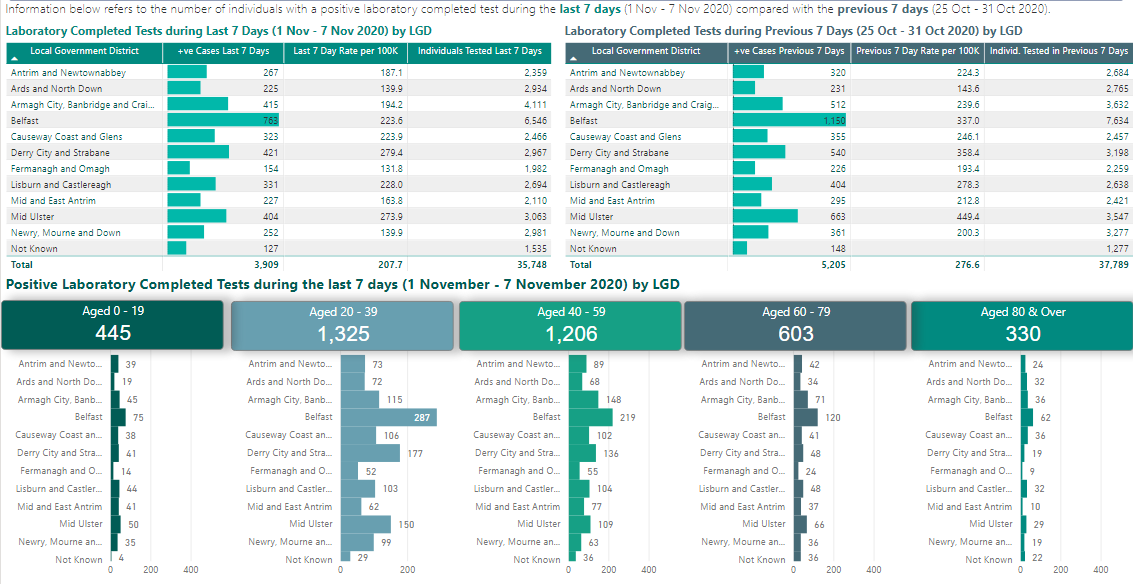 Information below refers to the number of individuals with a positive laboratory completed test during the last 7 days (1 Nov - 7 Nov 2020) compared with the previous 7 days (25 Oct - 31 Oct 2020).
Laboratory Completed Tests during Last 7 Days (1 Nov - 7 Nov 2020) by LGD
Local Government District +ve Cases Last 7 Days Last 7 Day Rate per 100K Individuals Tested Last 7 Days
Antrim and Newtownabbey 267 187.1 2,359
Ards and North Down 225 139.9 2,934
Armagh City, Banbridge and Crai... 415 194.2 4,111
Belfast 763 223.6 6,546
Causeway Coast and Glens 323 223.9 2,466
Derry City and Strabane 421 279.4 2,967
Fermanagh and Omagh 154 131.8 1,982
Lisburn and Castlereagh 331 228.0 2,694
Mid and East Antrim 227 163.8 2,110
Mid Ulster 404 273.9 3,063
Newry, Mourne and Down 252 139.9 2,981
Not Known 127 1,535
Total 3,909 207.7 35,748
Laboratory Completed Tests during Previous 7 Days (25 Oct - 31 Oct 2020) by LGD
Local Government District +ve Cases Previous 7 Days Previous 7 Day Rate per 100K Individ. Tested in Previous 7 Days
Antrim and Newtownabbey 320 224.3 2,684
Ards and North Down 231 143.6 2,765
Armagh City, Banbridge and Craig... 512 239.6 3,632
Belfast 1,150 337.0 7,634
Causeway Coast and Glens 355 246.1 2,457
Derry City and Strabane 540 358.4 3,198
Fermanagh and Omagh 226 193.4 2,259
Lisburn and Castlereagh 404 278.3 2,638
Mid and East Antrim 295 212.8 2,421
Mid Ulster 663 449.4 3,547
Newry, Mourne and Down 361 200.3 3,277
Not Known 148 1,277
Total 5,205 276.6 37,789
Positive Laboratory Completed Tests during the last 7 days (1 November - 7 November 2020) by LGD
Aged 0 - 19
445
Antrim and Newto... 39
Ards and North Do... 19
Armagh City, Banb... 45
Belfast 75
Causeway Coast an... 38
Derry City and Stra... 41
Fermanagh and O... 14
Lisburn and Castler... 44
Mid and East Antrim 41
Mid Ulster 50
Newry, Mourne an... 35
Not Known 4
0 200 400
Aged 20 - 39
1,325
Antrim and Newto... 73
Ards and North Do... 72
Armagh City, Banb... 115
Belfast 287
Causeway Coast an... 106
Derry City and Stra... 177
Fermanagh and O... 52
Lisburn and Castler... 103
Mid and East Antrim 62
Mid Ulster 150
Newry, Mourne an... 99
Not Known 29
0 200
Aged 40 - 59
1,206
Antrim and Newto... 89
Ards and North Do... 68
Armagh City, Banb... 148
Belfast 219
Causeway Coast an... 102
Derry City and Stra... 136
Fermanagh and O... 55
Lisburn and Castler... 104
Mid and East Antrim 77
Mid Ulster 109
Newry, Mourne an... 63
Not Known 36
0 200 400
Aged 60 - 79
603
Antrim and Newto... 42
Ards and North Do... 34
Armagh City, Banb... 71
Belfast 120
Causeway Coast an... 41
Derry City and Stra... 48
Fermanagh and O... 24
Lisburn and Castler... 48
Mid and East Antrim 37
Mid Ulster 66
Newry, Mourne an... 36
Not Known 36
0 200 400
Aged 80 & Over
330
Antrim and Newto... 24
Ards and North Do... 32
Armagh City, Banb... 36
Belfast 62
Causeway Coast an... 36
Derry City and Stra... 19
Fermanagh and O... 9
Lisburn and Castler... 32
Mid and East Antrim 10
Mid Ulster 29
Newry, Mourne an... 19
Not Known 22
0 200 400